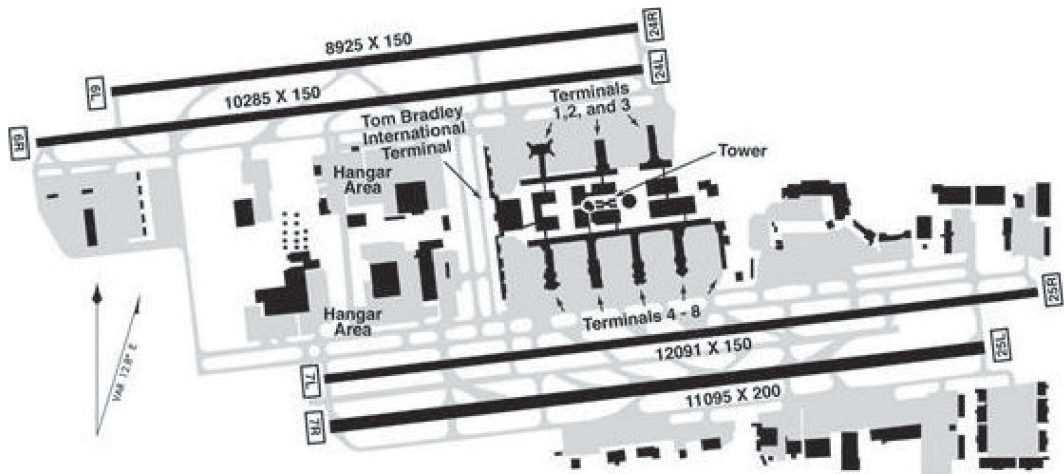 24R
8925 X 150
24L
6L
10285 X 150
6R
Terminals
1,2, and 3
Tom Bradley
International
Terminal
Tower
Hangar
Area
25R
Hangar
Area
Terminals 4 - 8
VAR 12.8° E
12091 X 150
25L
7L
11095 X 200
7R